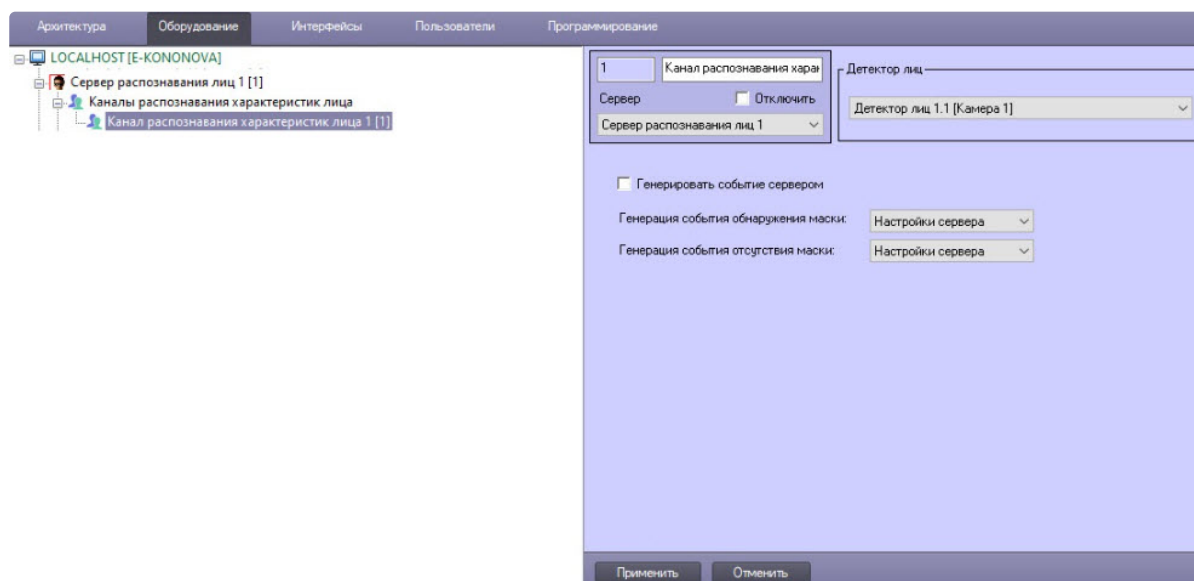 Архитектура Оборудование Интерфейсы Пользователи Программирование
LOCALHOST [E-KONONOVA]
Сервер распознавания лиц 1 [1]
Каналы распознавания характеристик лица
Канал распознавания характеристик лица 1 [1]
1 Канал распознавания харак
Сервер Отключить
Сервер распознавания лиц 1
Детектор лиц
Детектор лиц 1.1 [Камера 1]
Генерировать событие сервером
Генерация события обнаружения маски: Настройки сервера
Генерация события отсутствия маски: Настройки сервера
Применить Отменить